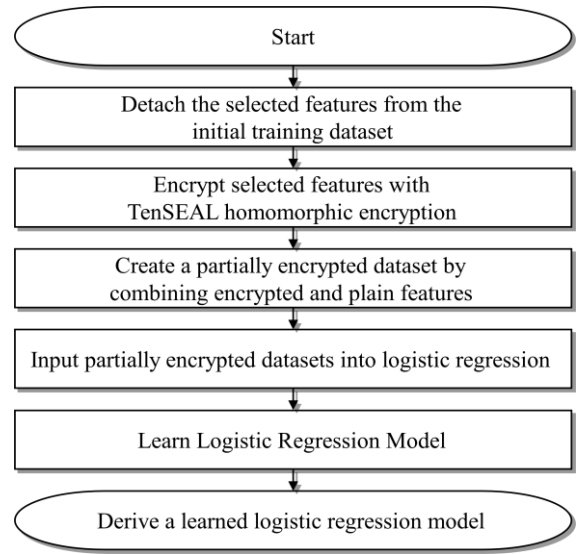 Start
Detach the selected features from the
initial training dataset
Encrypt selected features with
TenSEAL homomorphic encryption
Create a partially encrypted dataset by
combining encrypted and plain features
Input partially encrypted datasets into logistic regression
Learn Logistic Regression Model
Derive a learned logistic regression model